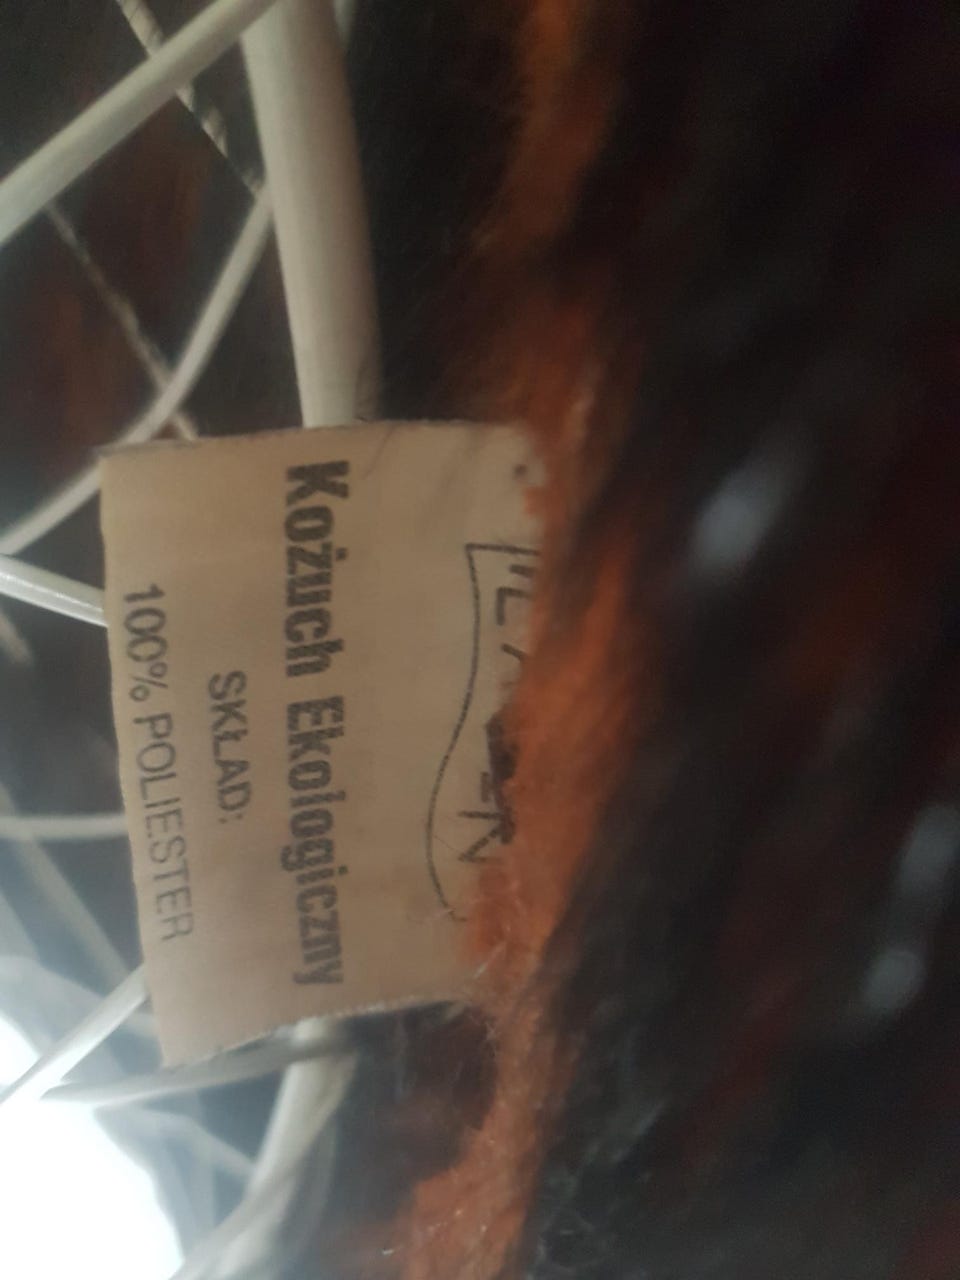 Kożuch Ekologiczny
SKŁAD:
100% POLIESTER